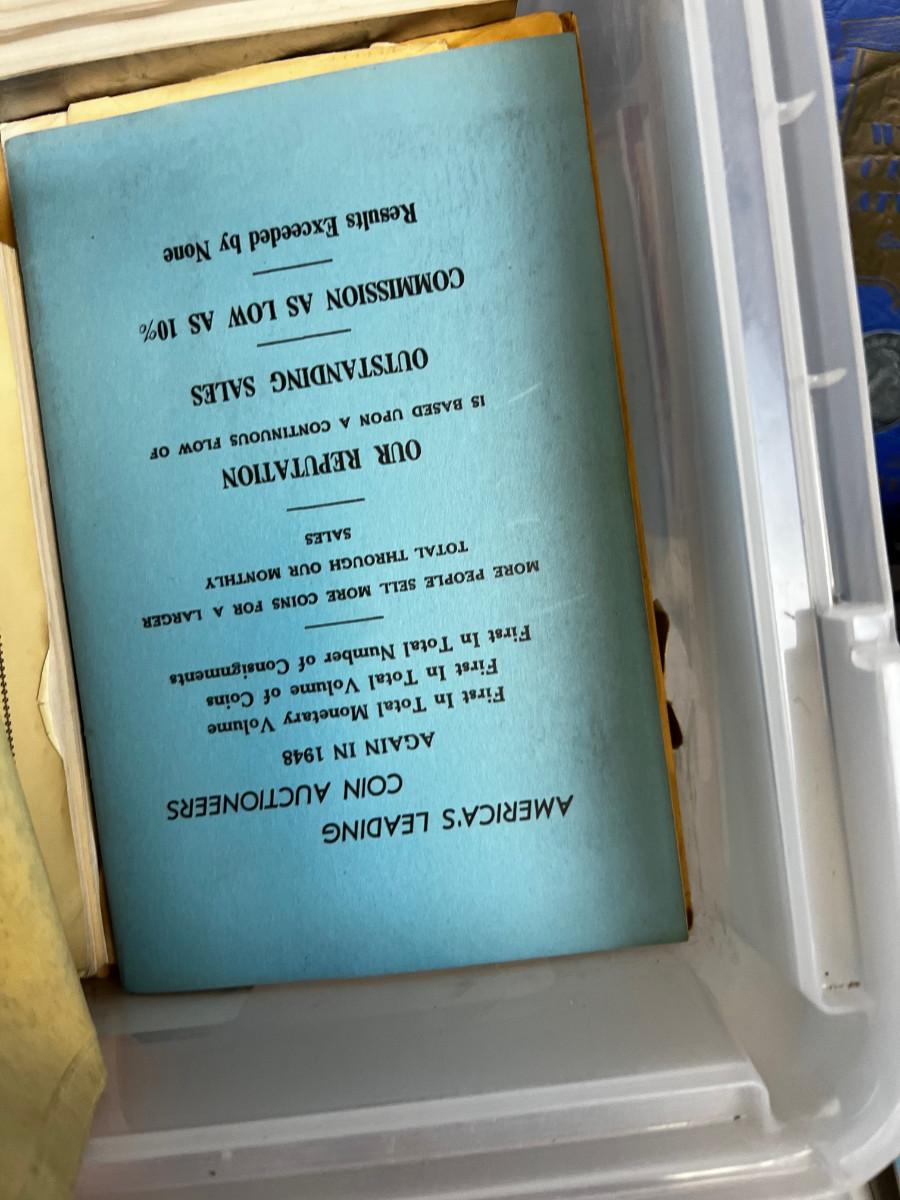 AMERICA'S LEADING
COIN AUCTIONEERS
AGAIN IN 1948
First In Total Monetary Volume
First In Total Volume of Coins
First In Total Number of Consignments
MORE PEOPLE SELL MORE COINS FOR A LARGER
TOTAL THROUGH OUR MONTHLY
SALES
OUR REPUTATION
IS BASED UPON A CONTINUOUS FLOW OF
OUTSTANDING SALES
COMMISSION AS LOW AS 10%
Results Exceeded by None